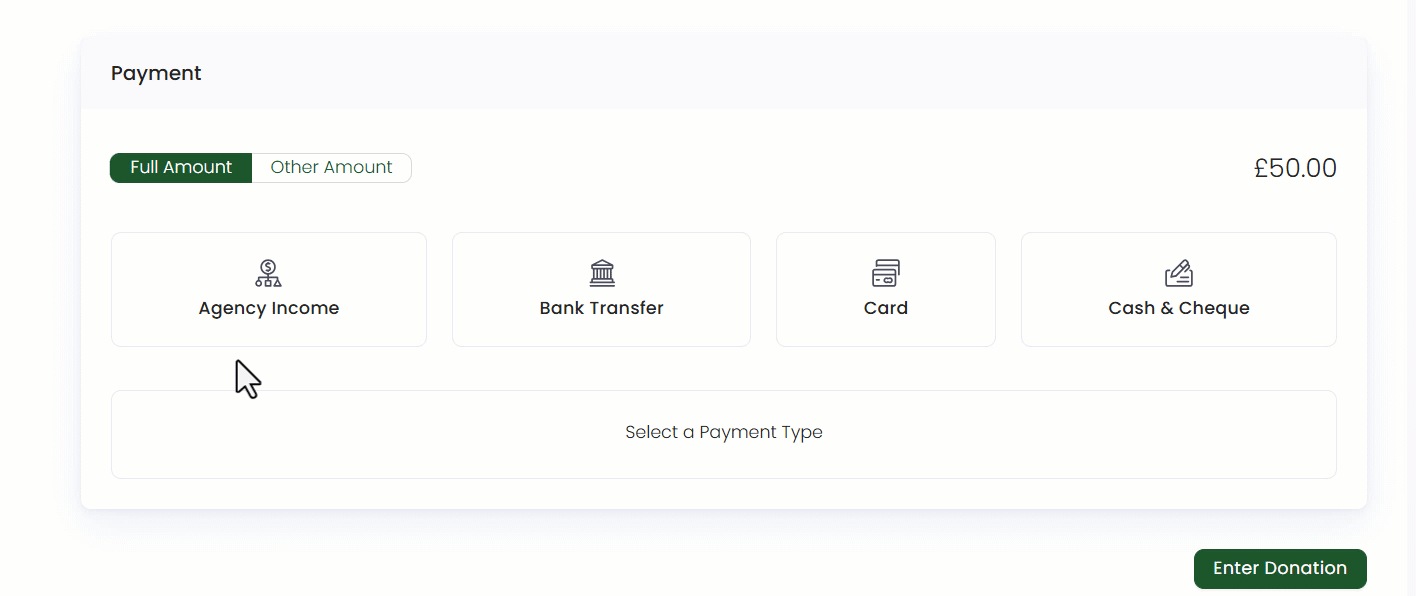 Payment
Full Amount Other Amount £50.00
Agency Income Bank Transfer Card Cash & Cheque
Select a Payment Type
Enter Donation